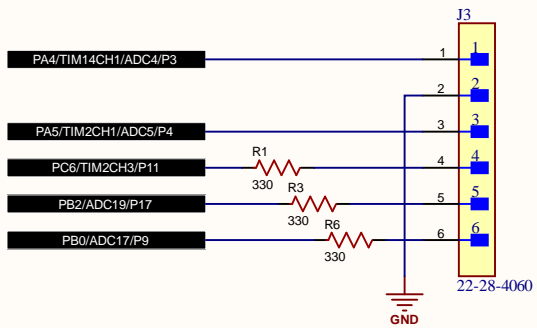 J3
PA4/TIM14CH1/ADC4/P3 1 1
2 2
PA5/TIM2CH1/ADC5/P4 3 3
R1
PC6/TIM2CH3/P11 330 4 4
R3
PB2/ADC19/P17 330 5 5
R6
PB0/ADC17/P9 330 6 6
22-28-4060
GND